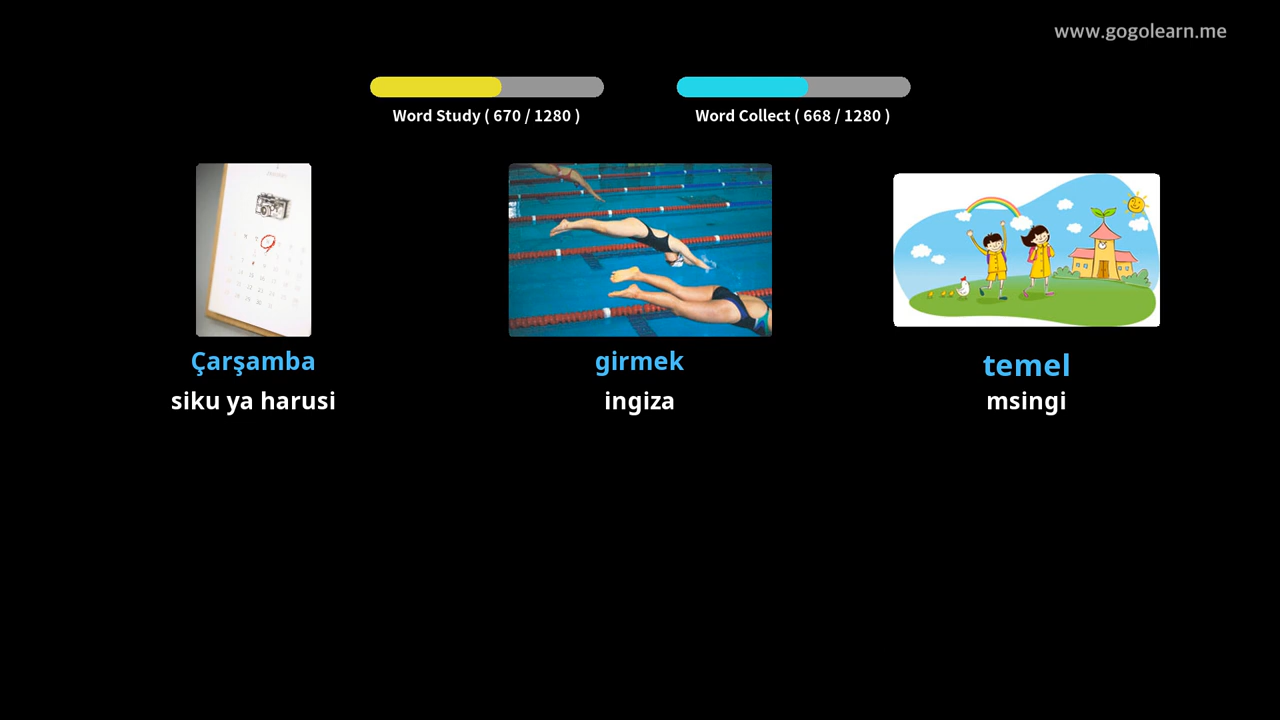 www.gogolearn.me
Word Study ( 670 / 1280 )
Word Collect ( 668 / 1280 )
Çarşamba
girmek
temel
siku ya harusi
ingiza
msingi